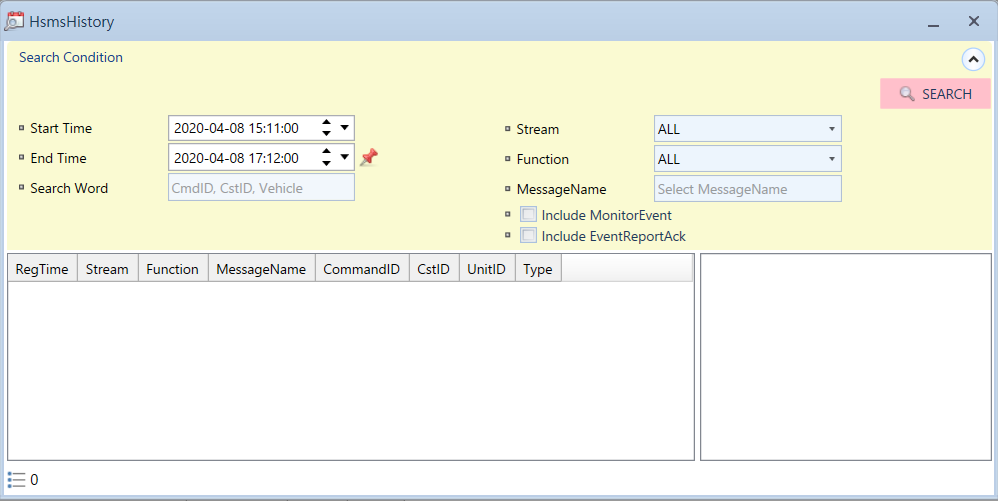 HsmsHistory
Search Condition
SEARCH
Start Time 2020-04-08 15:11:00 Stream ALL
End Time 2020-04-08 17:12:00 Function ALL
Search Word CmdID, CstID, Vehicle MessageName Select MessageName
Include MonitorEvent
Include EventReportAck
RegTime Stream Function MessageName CommandID CstID UnitID Type
0